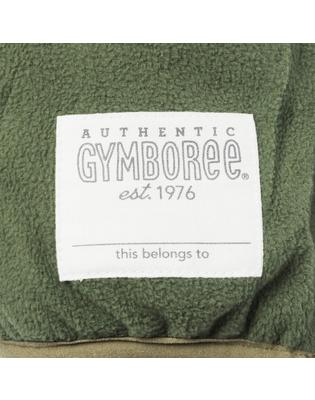 AUTHENTIC
GYMBOREE®
est. 1976
this belongs to